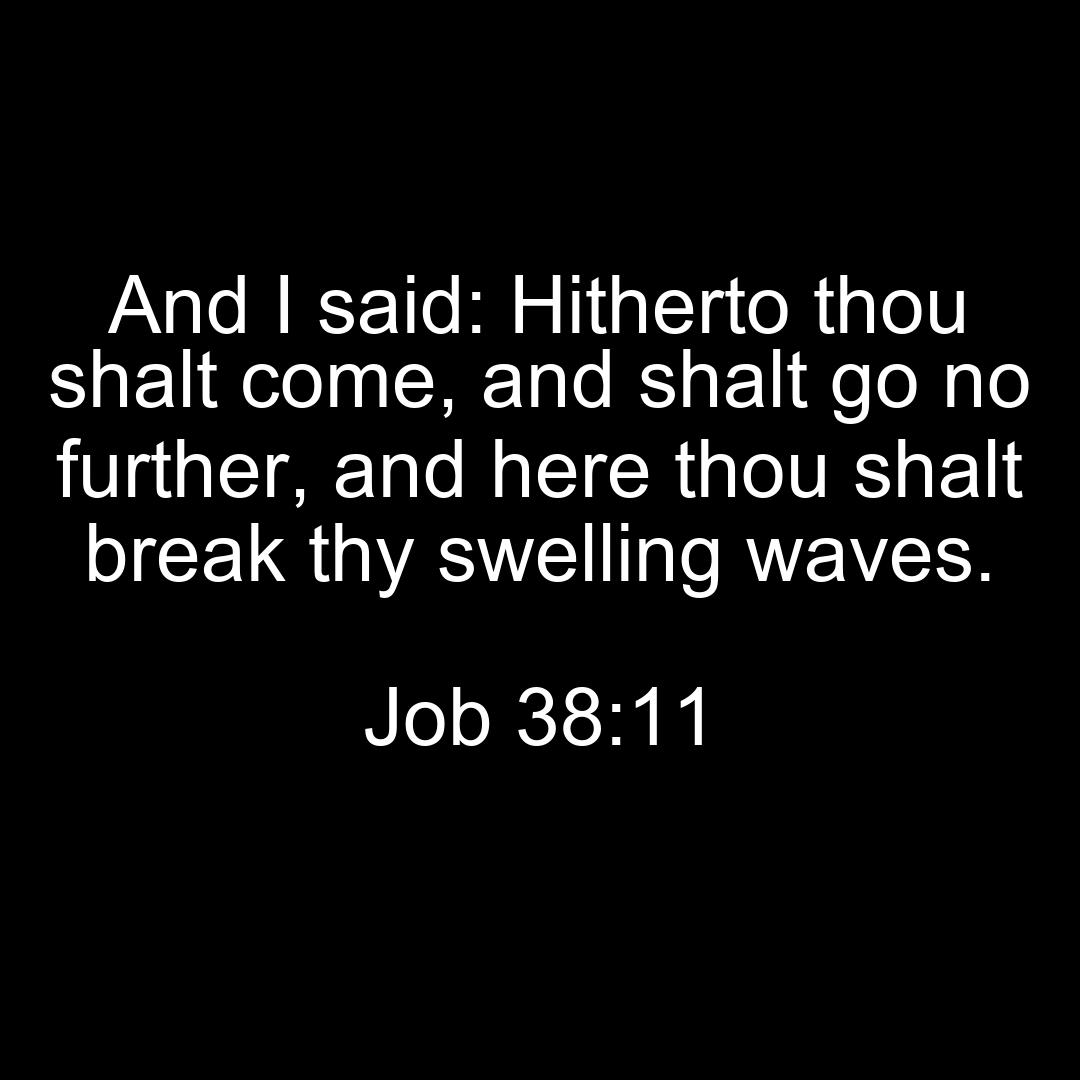 And I said: Hitherto thou
shalt come, and shalt go no
further, and here thou shalt
break thy swelling waves.
Job 38:11